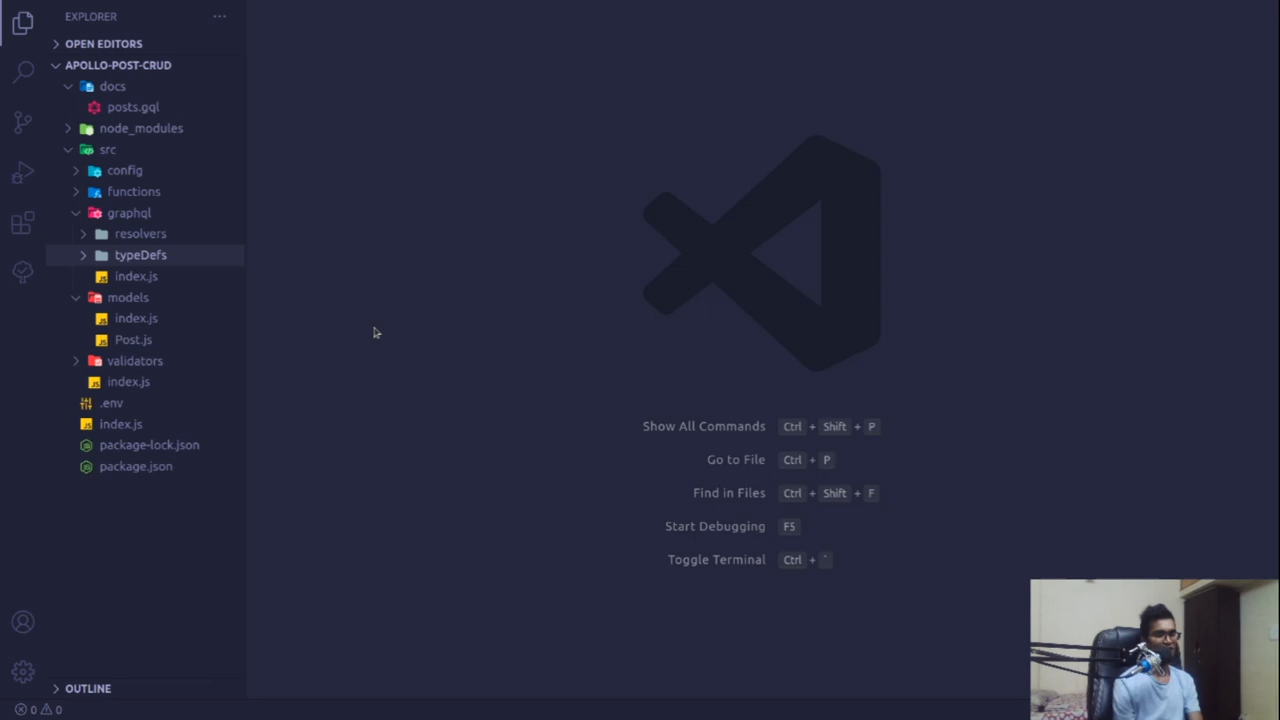 EXPLORER
OPEN EDITORS
APOLLO-POST-CRUD
docs
posts.gql
node_modules
src
config
functions
graphql
resolvers
typeDefs
index.js
models
index.js
Post.js
validators
index.js
.env
index.js
package-lock.json
package.json
OUTLINE
0 0
Show All Commands Ctrl + Shift + P
Go to File Ctrl + P
Find in Files Ctrl + Shift + F
Start Debugging F5
Toggle Terminal Ctrl + `